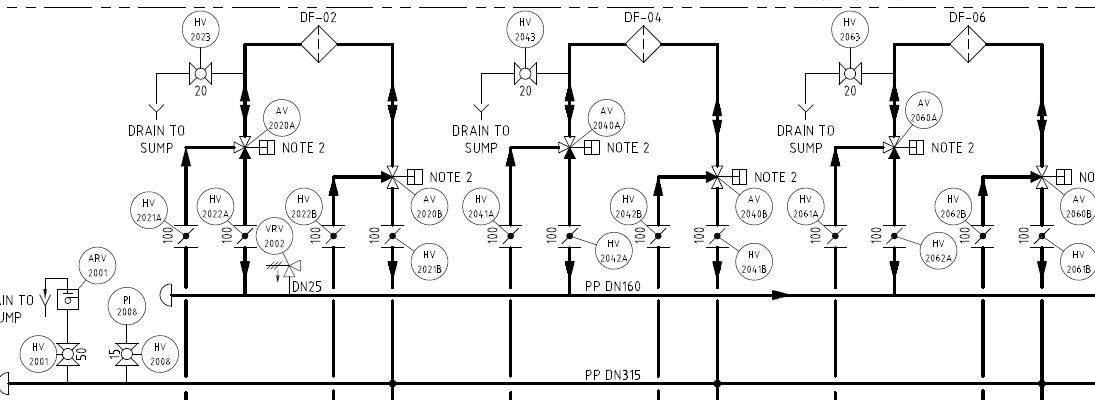 DF-02
DF-04
DF-06
HV
2023
HV
2043
HV
2063
20
20
20
AV
2020A
AV
2040A
AV
2060A
DRAIN TO
SUMP
DRAIN TO
SUMP
DRAIN TO
SUMP
NOTE 2
NOTE 2
NOTE 2
NOTE 2
NOTE 2
NO
HV
2021A
HV
2022A
HV
2022B
AV
2020B
HV
2041A
HV
2042B
AV
2040B
HV
2061A
HV
2062B
AV
2060B
100
100
100
100
100
100
100
VRV
2002
HV
2021B
HV
2042A
HV
2041B
HV
2062A
HV
2061B
ARV
2001
DN25
PP DN160
AIN TO
UMP
PI
2008
HV
2001
50
15
HV
2008
PP DN315